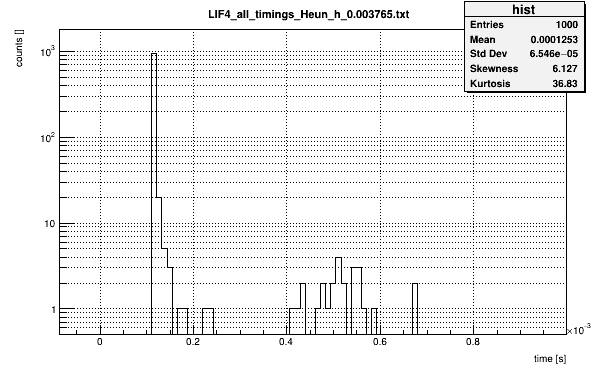 LIF4_all_timings_Heun_h_0.003765.txt
hist
Entries 1000
Mean 0.0001253
Std Dev 6.546e−05
Skewness 6.127
Kurtosis 36.83
counts []
10³
10²
10
1
0 0.2 0.4 0.6 0.8
×10⁻³
time [s]